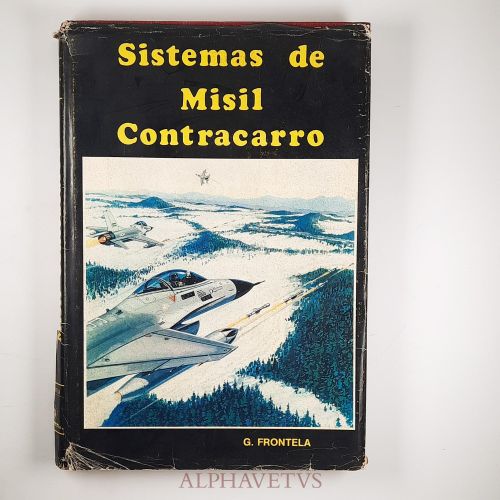 Sistemas de
Misil
Contracarro
G. FRONTELA
ALPHAVETVS